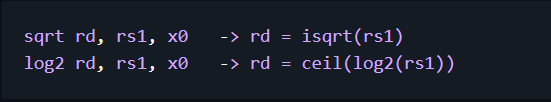 sqrt rd, rs1, x0   -> rd = isqrt(rs1)
log2 rd, rs1, x0   -> rd = ceil(log2(rs1))